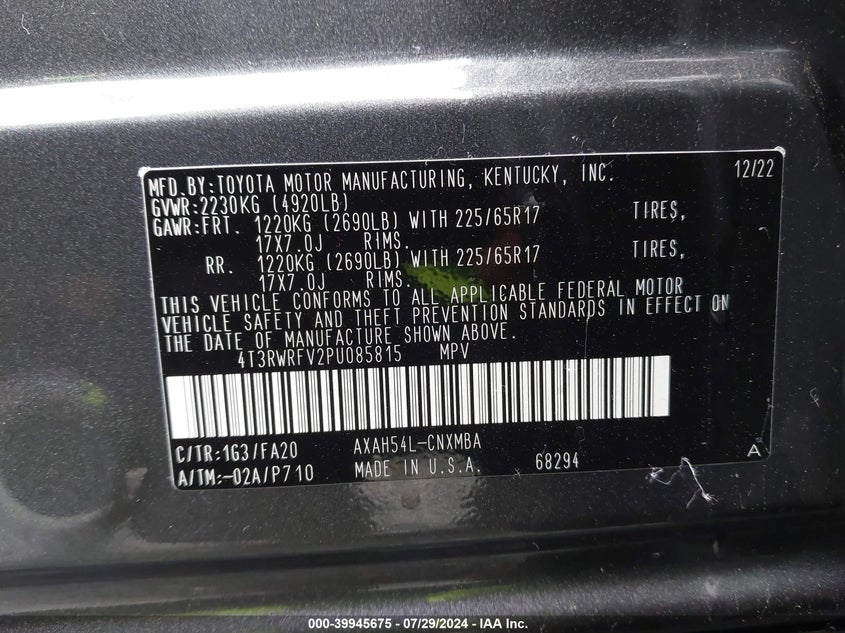 MFD.BY:TOYOTA MOTOR MANUFACTURING, KENTUCKY, INC. 12/22
GVWR:2230KG (4920LB)
GAWR:FRT. 1220KG (2690LB) WITH 225/65R17 TIRES,
17X7.0J RIMS.
RR. 1220KG (2690LB) WITH 225/65R17 TIRES,
17X7.0J RIMS.
THIS VEHICLE CONFORMS TO ALL APPLICABLE FEDERAL MOTOR
VEHICLE SAFETY AND THEFT PREVENTION STANDARDS IN EFFECT ON
THE DATE OF MANUFACTURE SHOWN ABOVE.
4T3RWRFV2PU085815 MPV
C/TR:1G3/FA20 AXAH54L-CNXMBA
A/TM:-02A/P710 MADE IN U.S.A. 68294 A
000-39945675 - 07/29/2024 - IAA Inc.